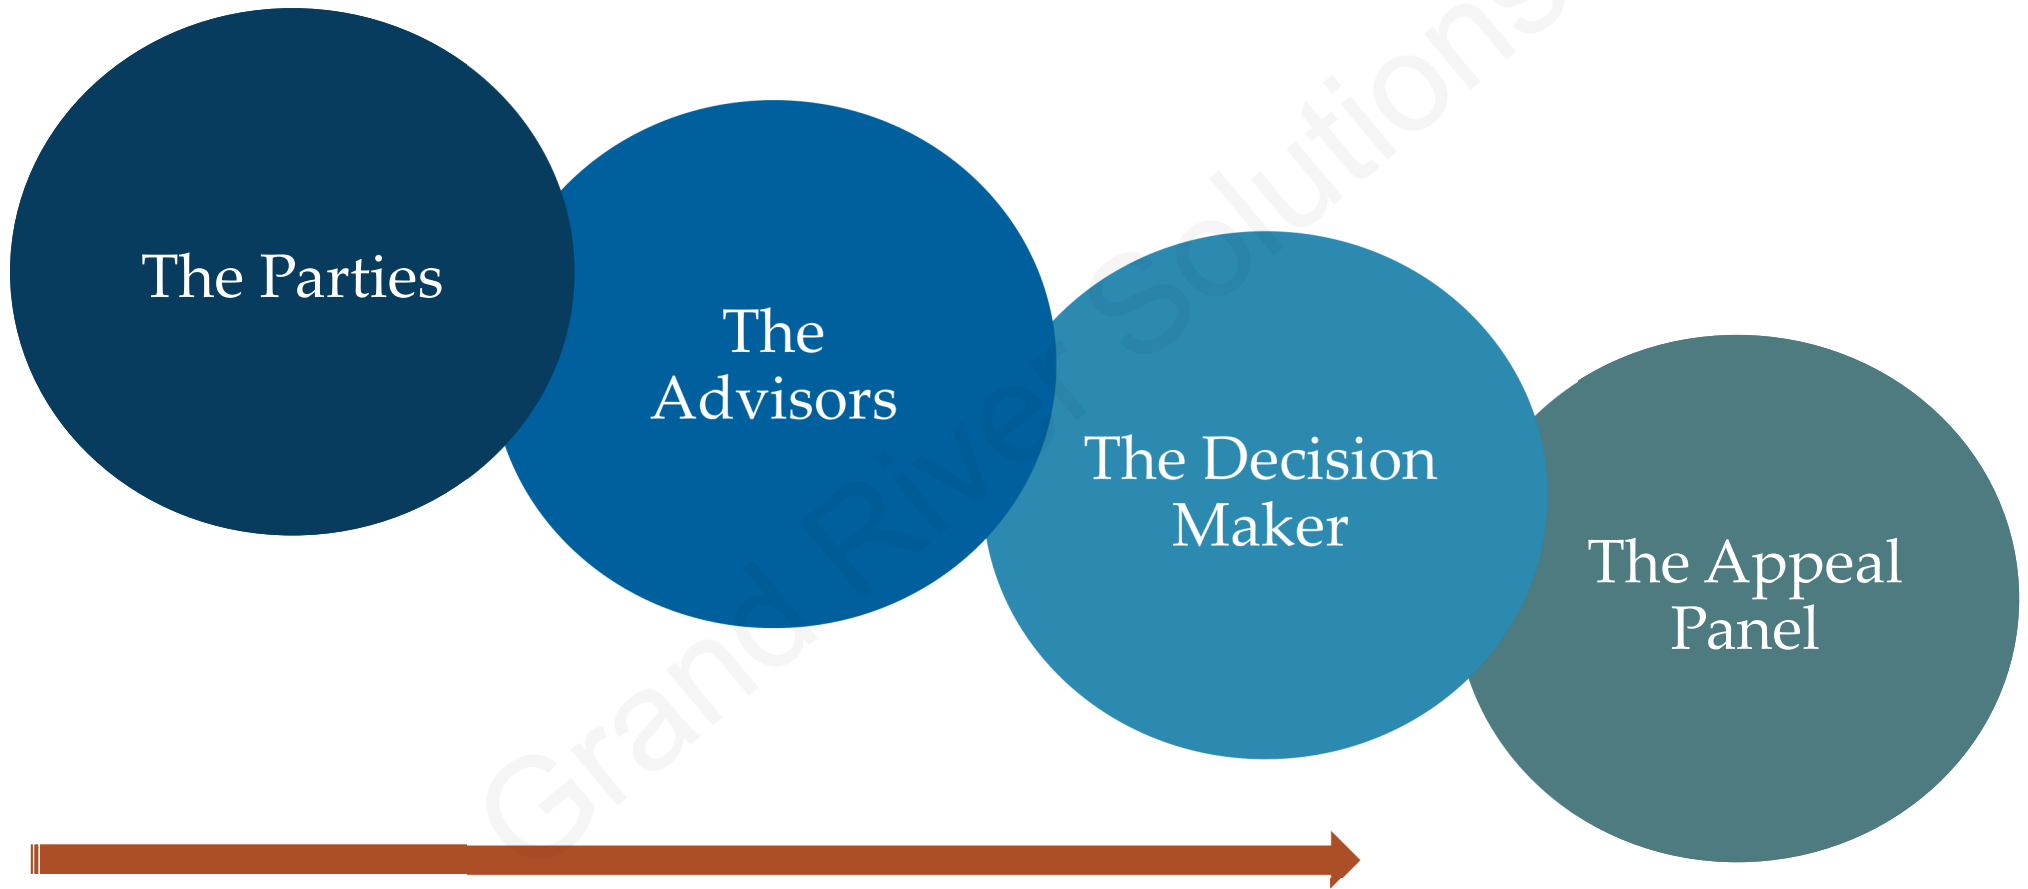 The Parties
The
Advisors
The Decision
Maker
The Appeal
Panel
Grand River Solutions